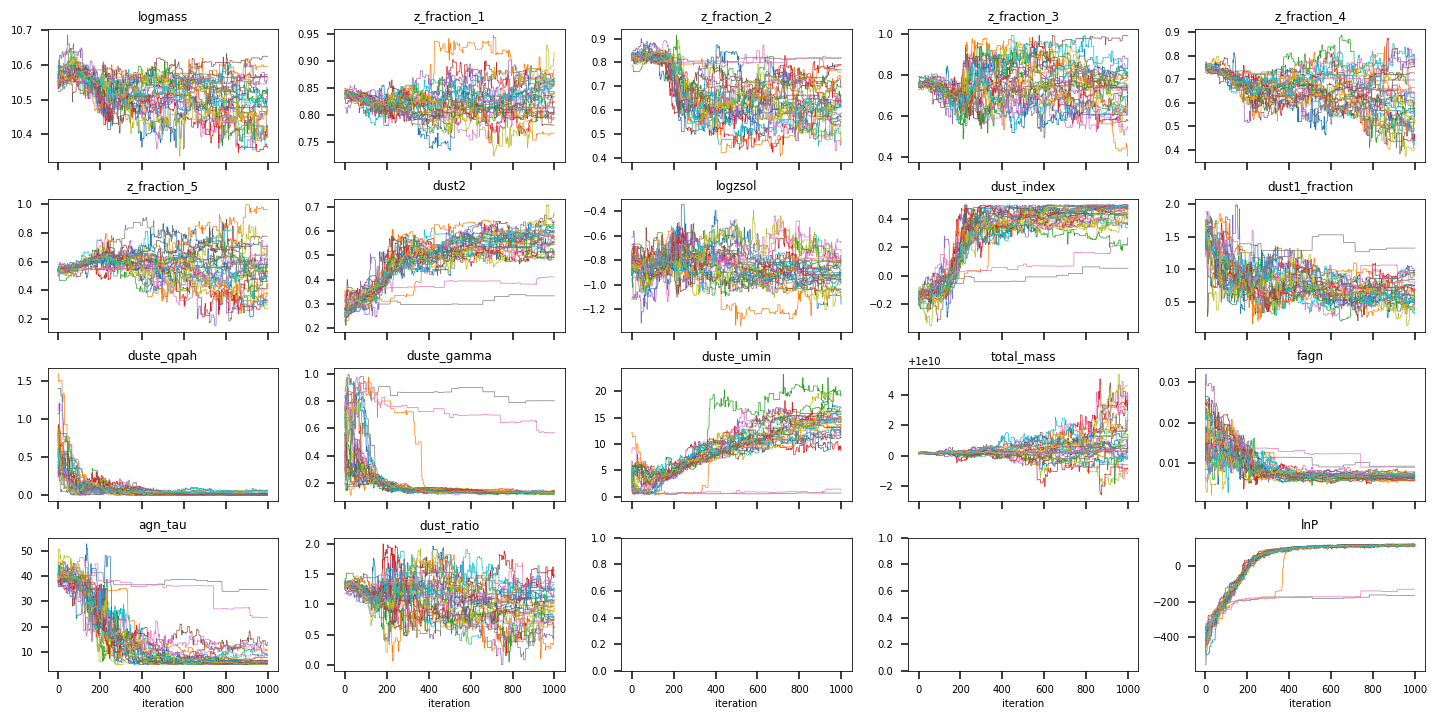 logmass z_fraction_1 z_fraction_2 z_fraction_3 z_fraction_4
10.7 0.95 0.9 1.0 0.9
10.6 0.90 0.8 0.8 0.8
10.5 0.85 0.7 0.6 0.7
10.4 0.80 0.6 0.4 0.6
0.75 0.5 0.5
0.4 0.4
z_fraction_5 dust2 logzsol dust_index dust1_fraction
1.0 0.7 −0.4 0.4 2.0
0.8 0.6 −0.6 0.2 1.5
0.6 0.5 −0.8 0.0 1.0
0.4 0.4 −1.0 −0.2 0.5
0.2 0.3 −1.2
0.2
duste_qpah duste_gamma duste_umin total_mass fagn
+1e10
1.5 1.0 20 4 0.03
1.0 0.8 15 2 0.02
0.5 0.6 10 0 0.01
0.0 0.4 5 −2
0.2 0
agn_tau dust_ratio lnP
50 2.0 1.0 1.0 0
40 1.5 0.8 0.8 −200
30 1.0 0.6 0.6 −400
20 0.5 0.4 0.4
10 0.0 0.2 0.2
0.0 0.0
0 200 400 600 800 1000 0 200 400 600 800 1000 0 200 400 600 800 1000 0 200 400 600 800 1000 0 200 400 600 800 1000
iteration iteration iteration iteration iteration